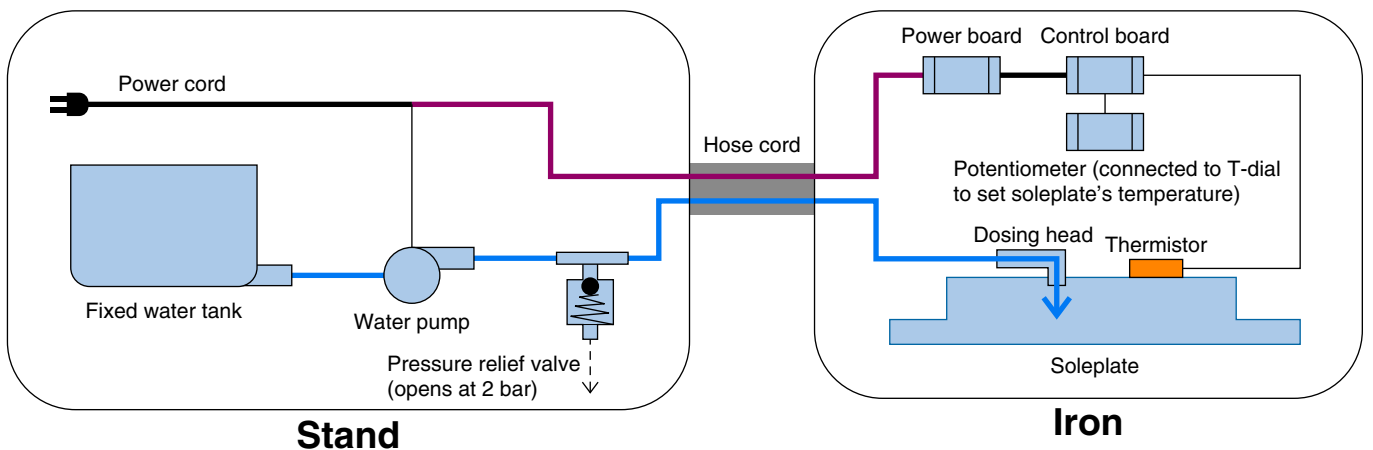 Power cord
Fixed water tank
Water pump
Pressure relief valve
(opens at 2 bar)
Stand
Hose cord
Power board
Control board
Potentiometer (connected to T-dial
to set soleplate's temperature)
Dosing head
Thermistor
Soleplate
Iron